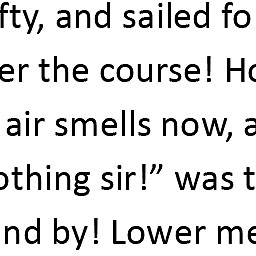 fty, and sailed fo
er the course! Ho
air smells now, a
othing sir!” was t
nd by! Lower me